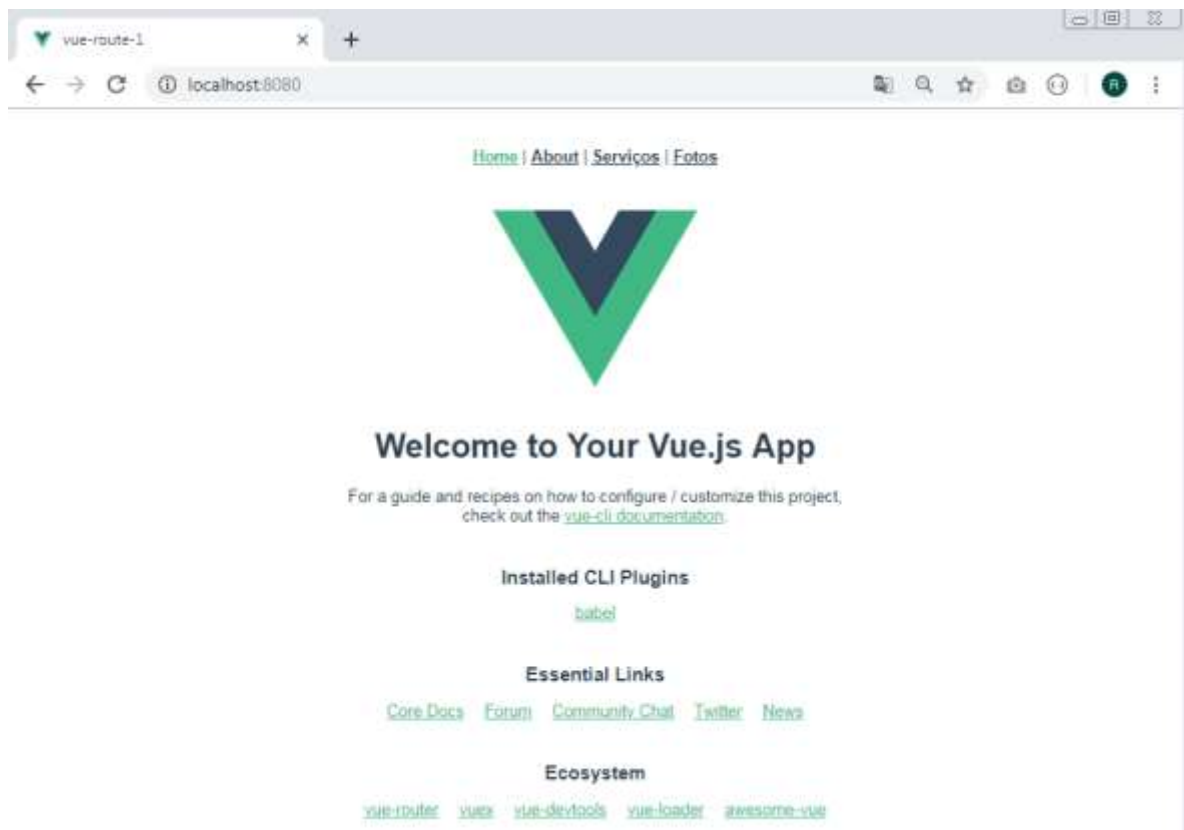 vue-route-1
localhost:8080
R
Home | About | Serviços | Fotos
Welcome to Your Vue.js App
For a guide and recipes on how to configure / customize this project,
check out the vue-cli documentation.
Installed CLI Plugins
babel
Essential Links
Core Docs Forum Community Chat Twitter News
Ecosystem
vue-router vuex vue-devtools vue-loader awesome-vue